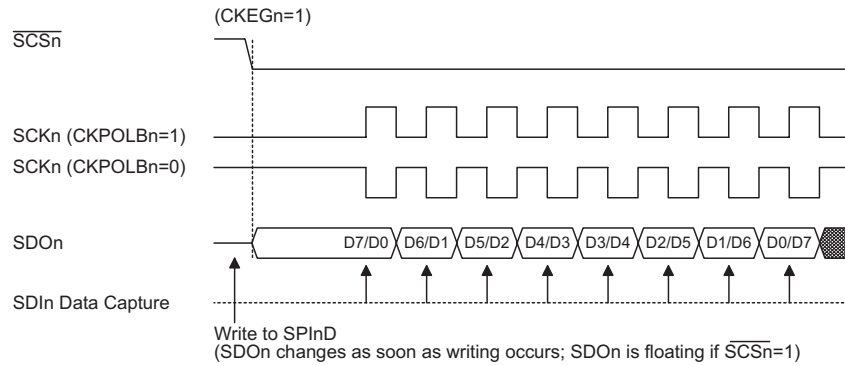 (CKEGn=1)
SCSn
SCKn (CKPOLBn=1)
SCKn (CKPOLBn=0)
SDOn D7/D0 D6/D1 D5/D2 D4/D3 D3/D4 D2/D5 D1/D6 D0/D7
SDIn Data Capture
Write to SPInD
(SDOn changes as soon as writing occurs; SDOn is floating if SCSn=1)